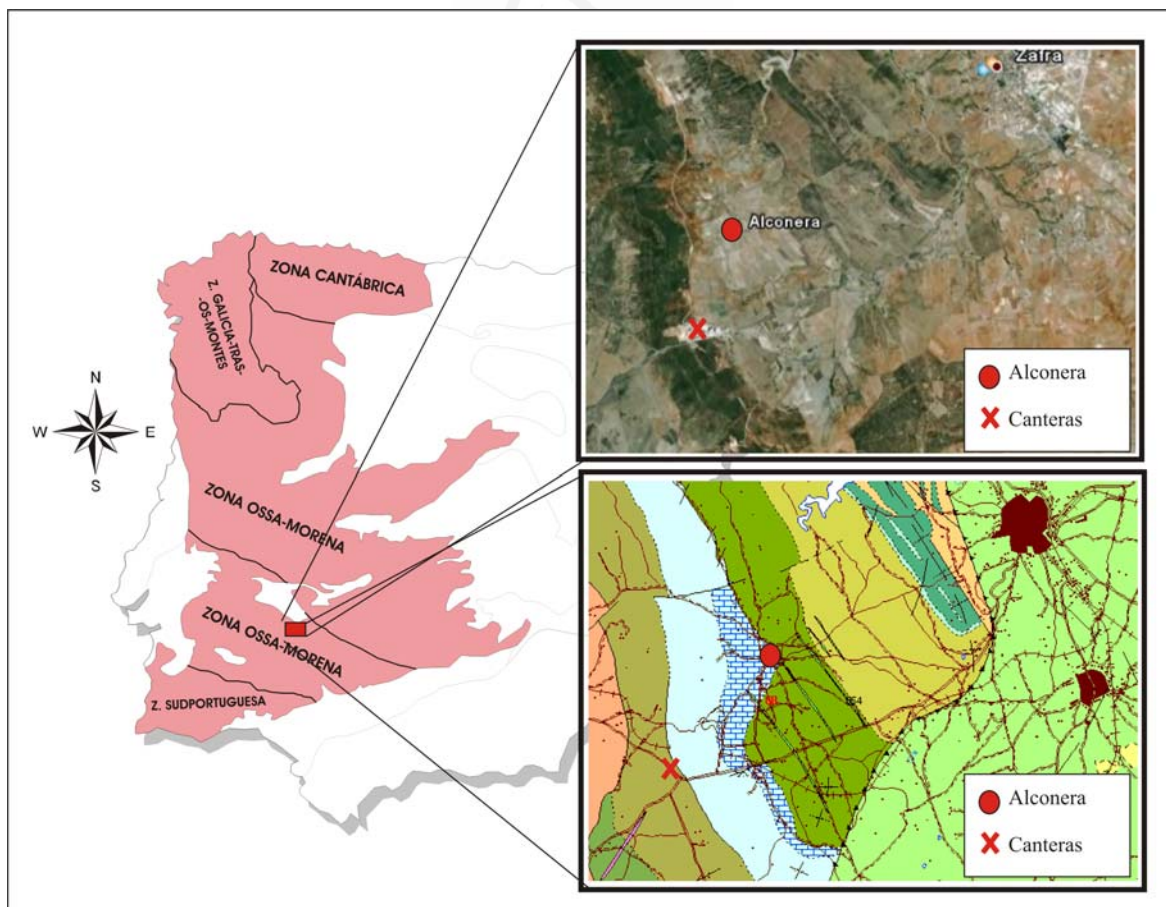 ZONA CANTÁBRICA
Z. GALICIA-TRAS-
-OS-MONTES
N
W
E
S
ZONA OSSA-MORENA
ZONA OSSA-MORENA
Z. SUDPORTUGUESA
Zafra
Alconera
Alconera
Canteras
Alconera
Canteras